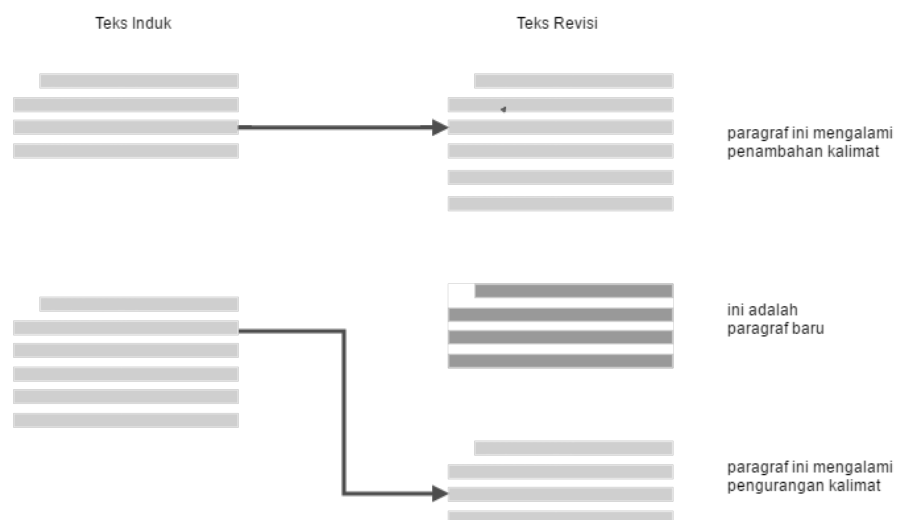 Teks Induk
Teks Revisi
paragraf ini mengalami
penambahan kalimat
ini adalah
paragraf baru
paragraf ini mengalami
pengurangan kalimat